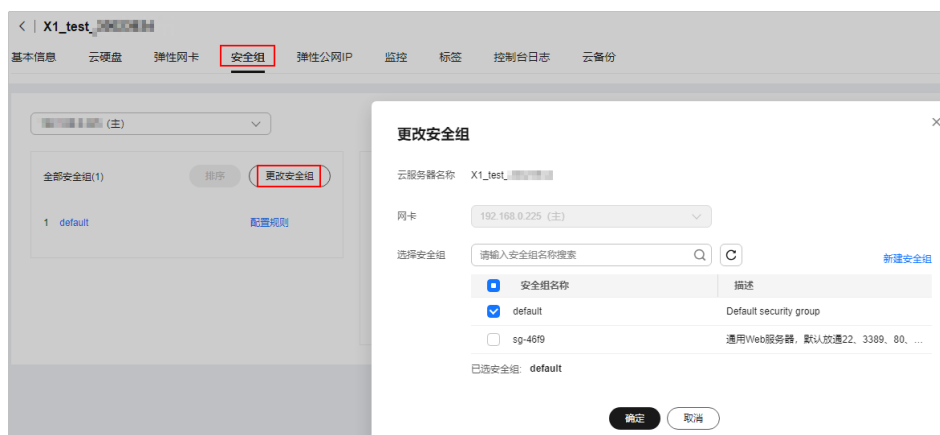 X1_test_
基本信息 云硬盘 弹性网卡 安全组 弹性公网IP 监控 标签 控制台日志 云备份
(主)
全部安全组(1) 排序 更改安全组
1 default 配置规则
更改安全组
云服务器名称 X1_test_
网卡 192.168.0.225 (主)
选择安全组 请输入安全组名称搜索 新建安全组
安全组名称 描述
default Default security group
sg-46f9 通用Web服务器，默认放通22、3389、80、...
已选安全组: default
确定 取消